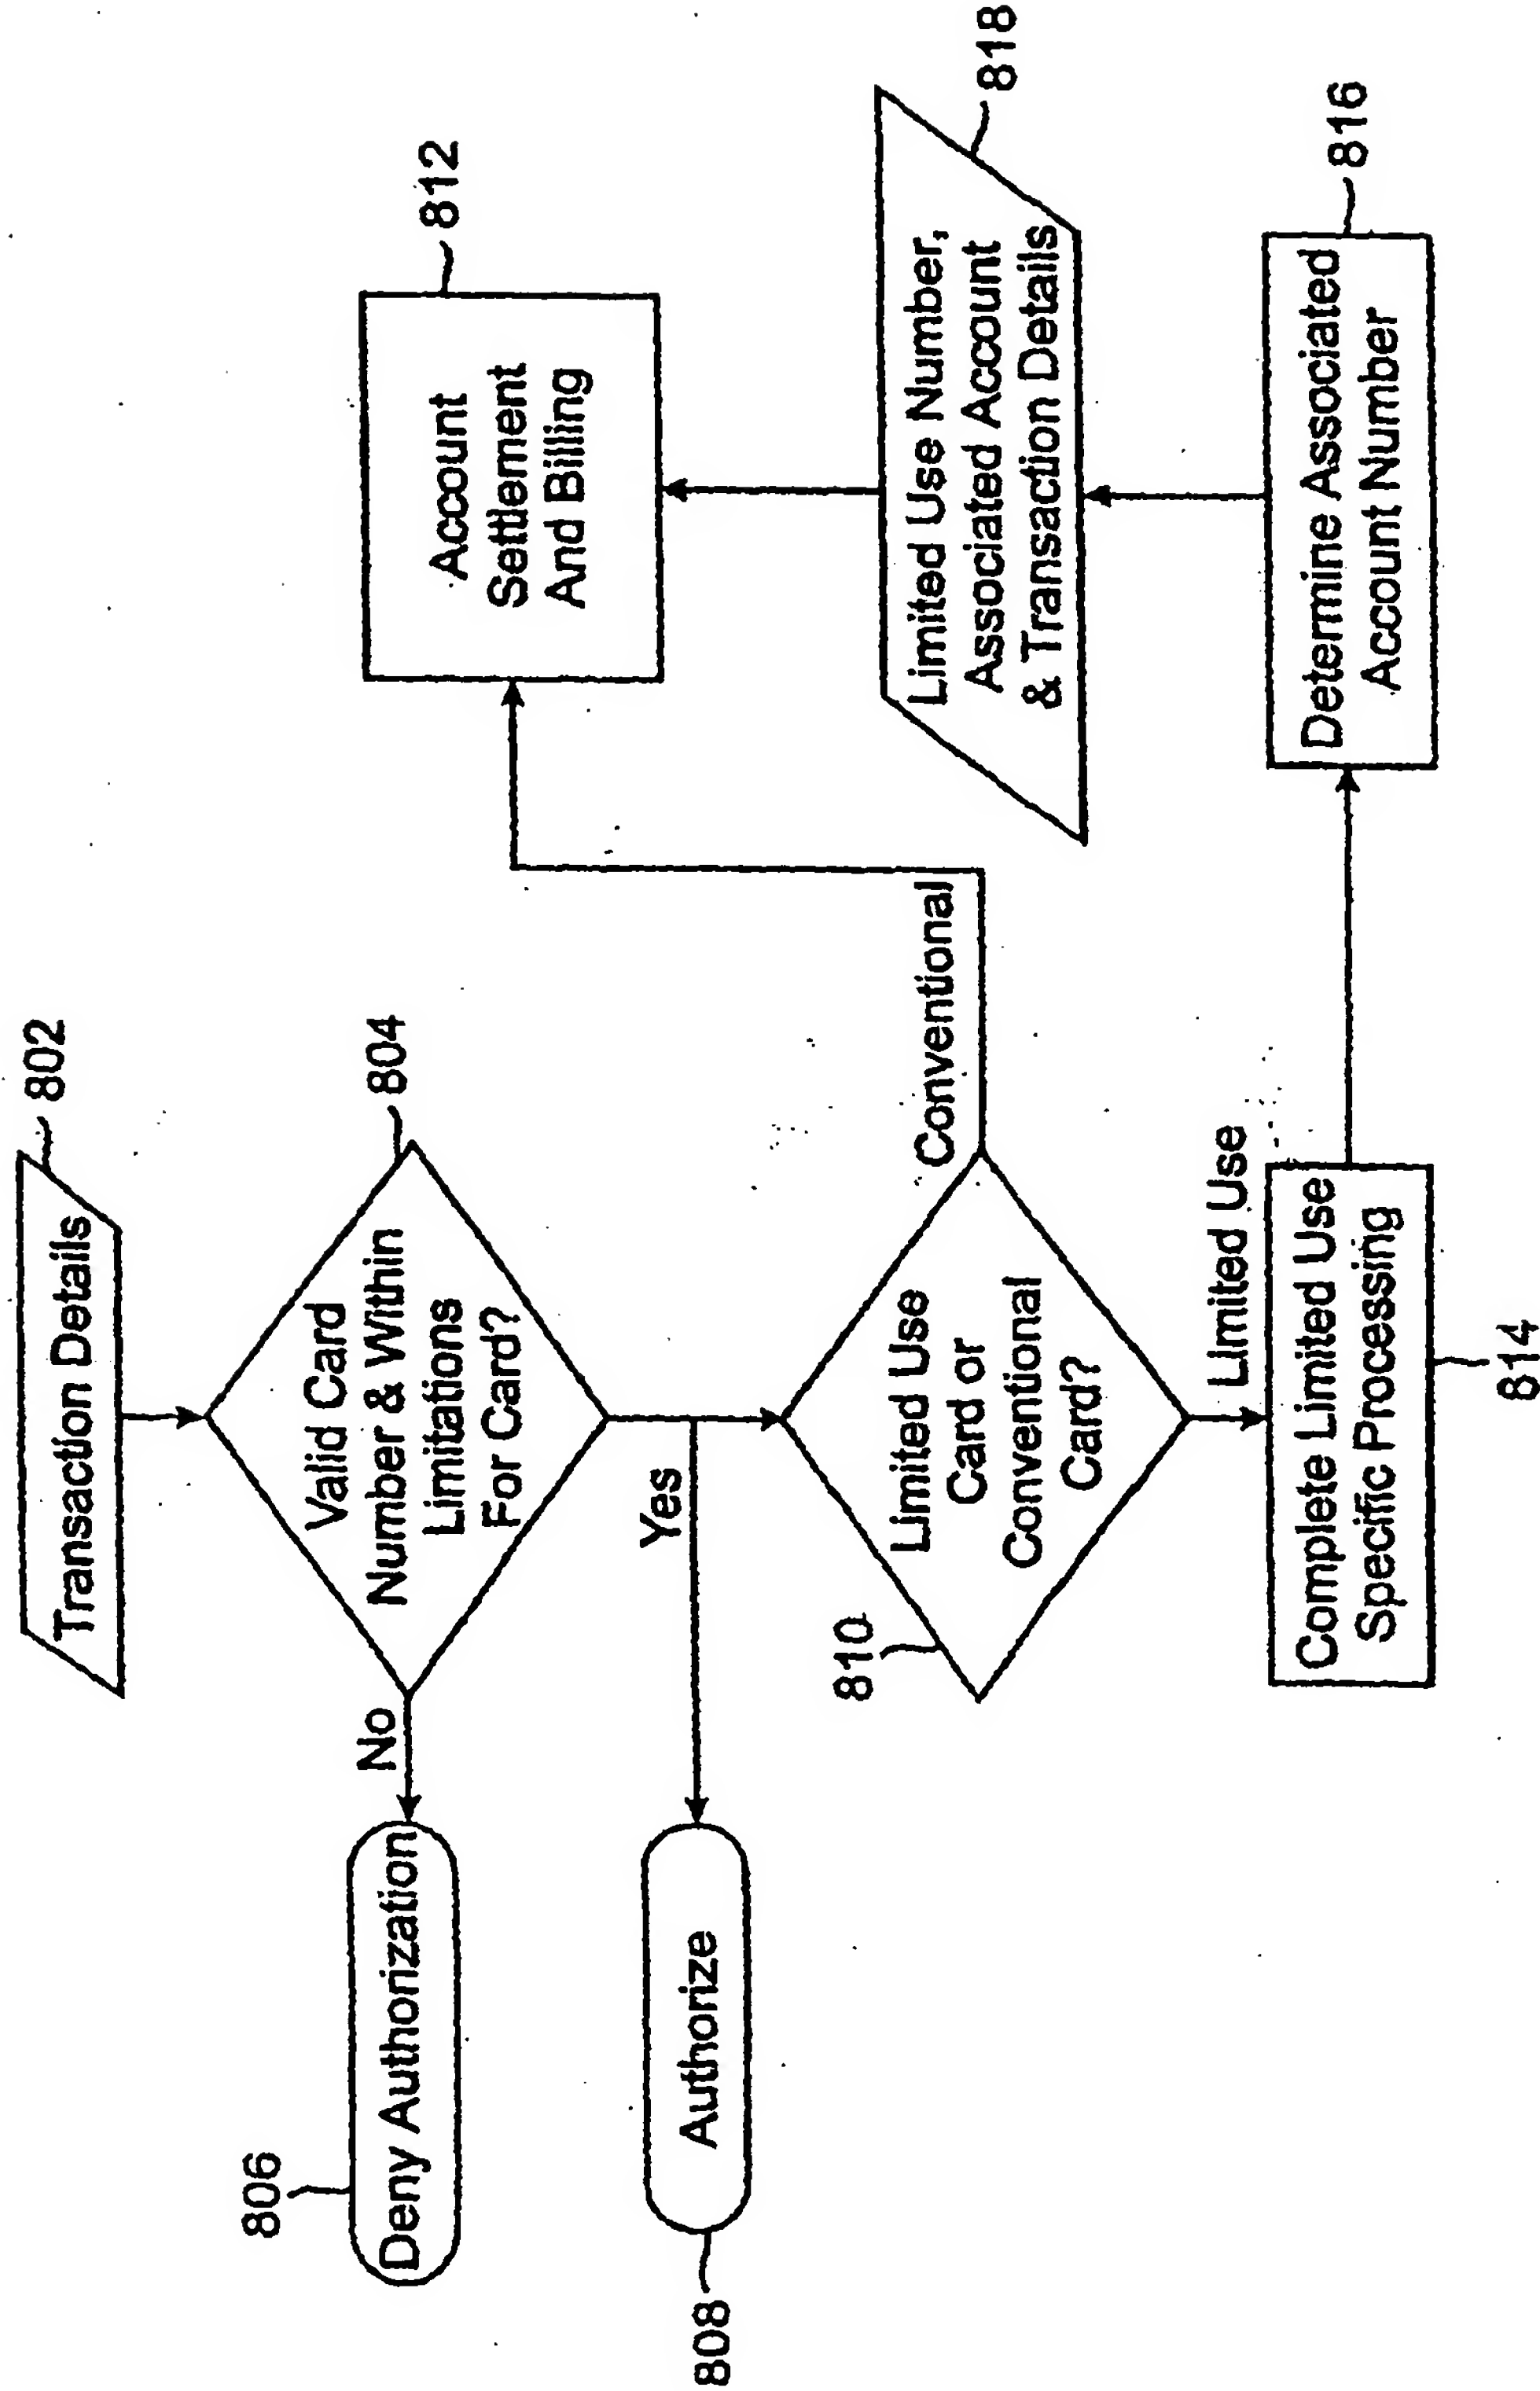 802
Transaction Details
804
Valid Card
Number & Within
Limitations
For Card?
No
806
Deny Authorization
Yes
Authorize
808
810
Limited Use
Card or
Conventional
Card?
Conventional
812
Account
Settlement
And Billing
Limited Use
Complete Limited Use
Specific Processing
814
Determine Associated
Account Number
816
Limited Use Number,
Associated Account
& Transaction Details
818